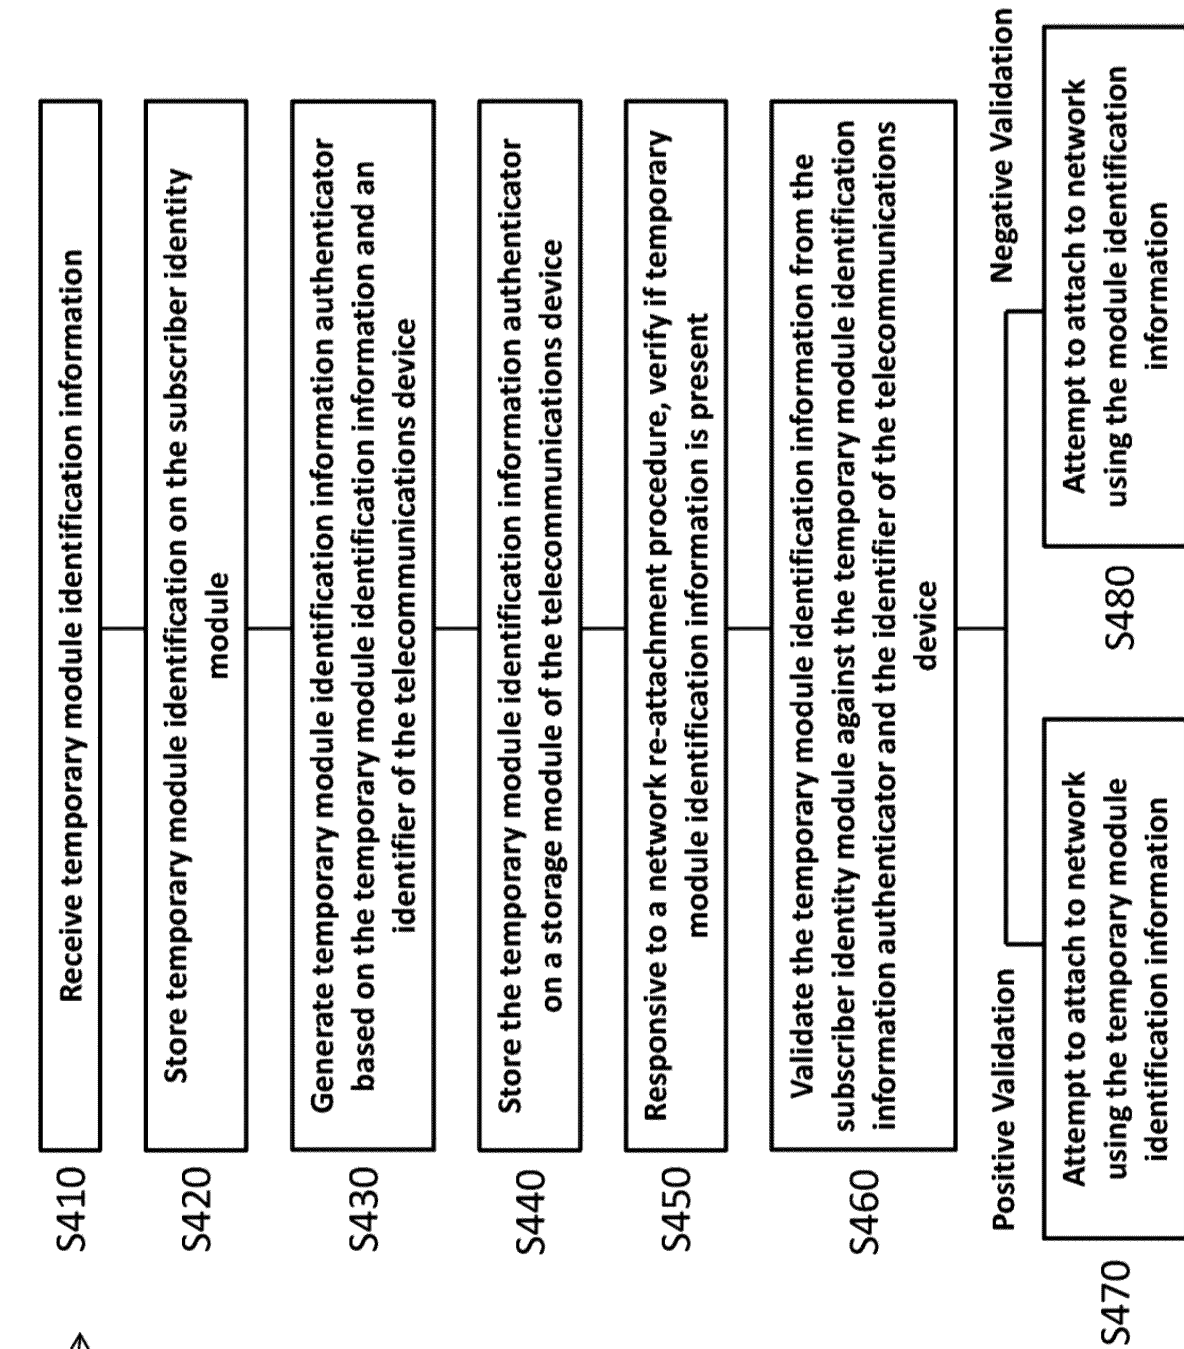 S410
Receive temporary module identification information
S420
Store temporary module identification on the subscriber identity
module
S430
Generate temporary module identification information authenticator
based on the temporary module identification information and an
identifier of the telecommunications device
S440
Store the temporary module identification information authenticator
on a storage module of the telecommunications device
S450
Responsive to a network re-attachment procedure, verify if temporary
module identification information is present
S460
Validate the temporary module identification information from the
subscriber identity module against the temporary module identification
information authenticator and the identifier of the telecommunications
device
Positive Validation
Negative Validation
S470
Attempt to attach to network
using the temporary module
identification information
S480
Attempt to attach to network
using the module identification
information